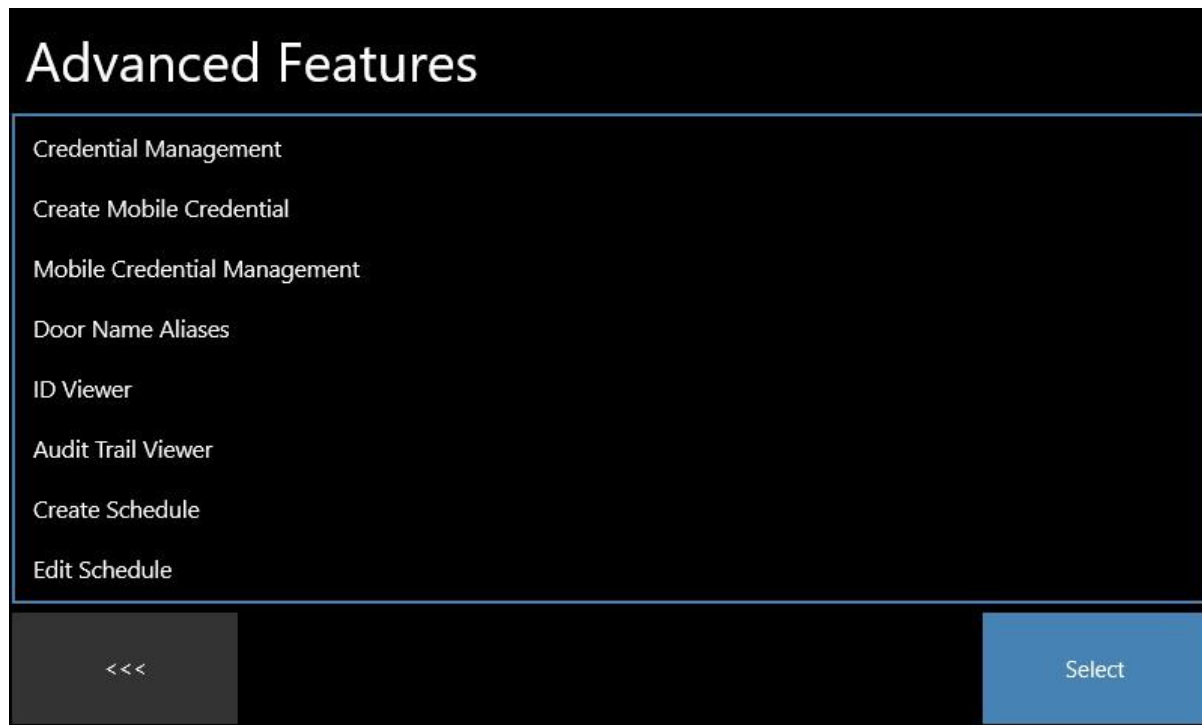 Advanced Features
Credential Management
Create Mobile Credential
Mobile Credential Management
Door Name Aliases
ID Viewer
Audit Trail Viewer
Create Schedule
Edit Schedule
<<<
Select